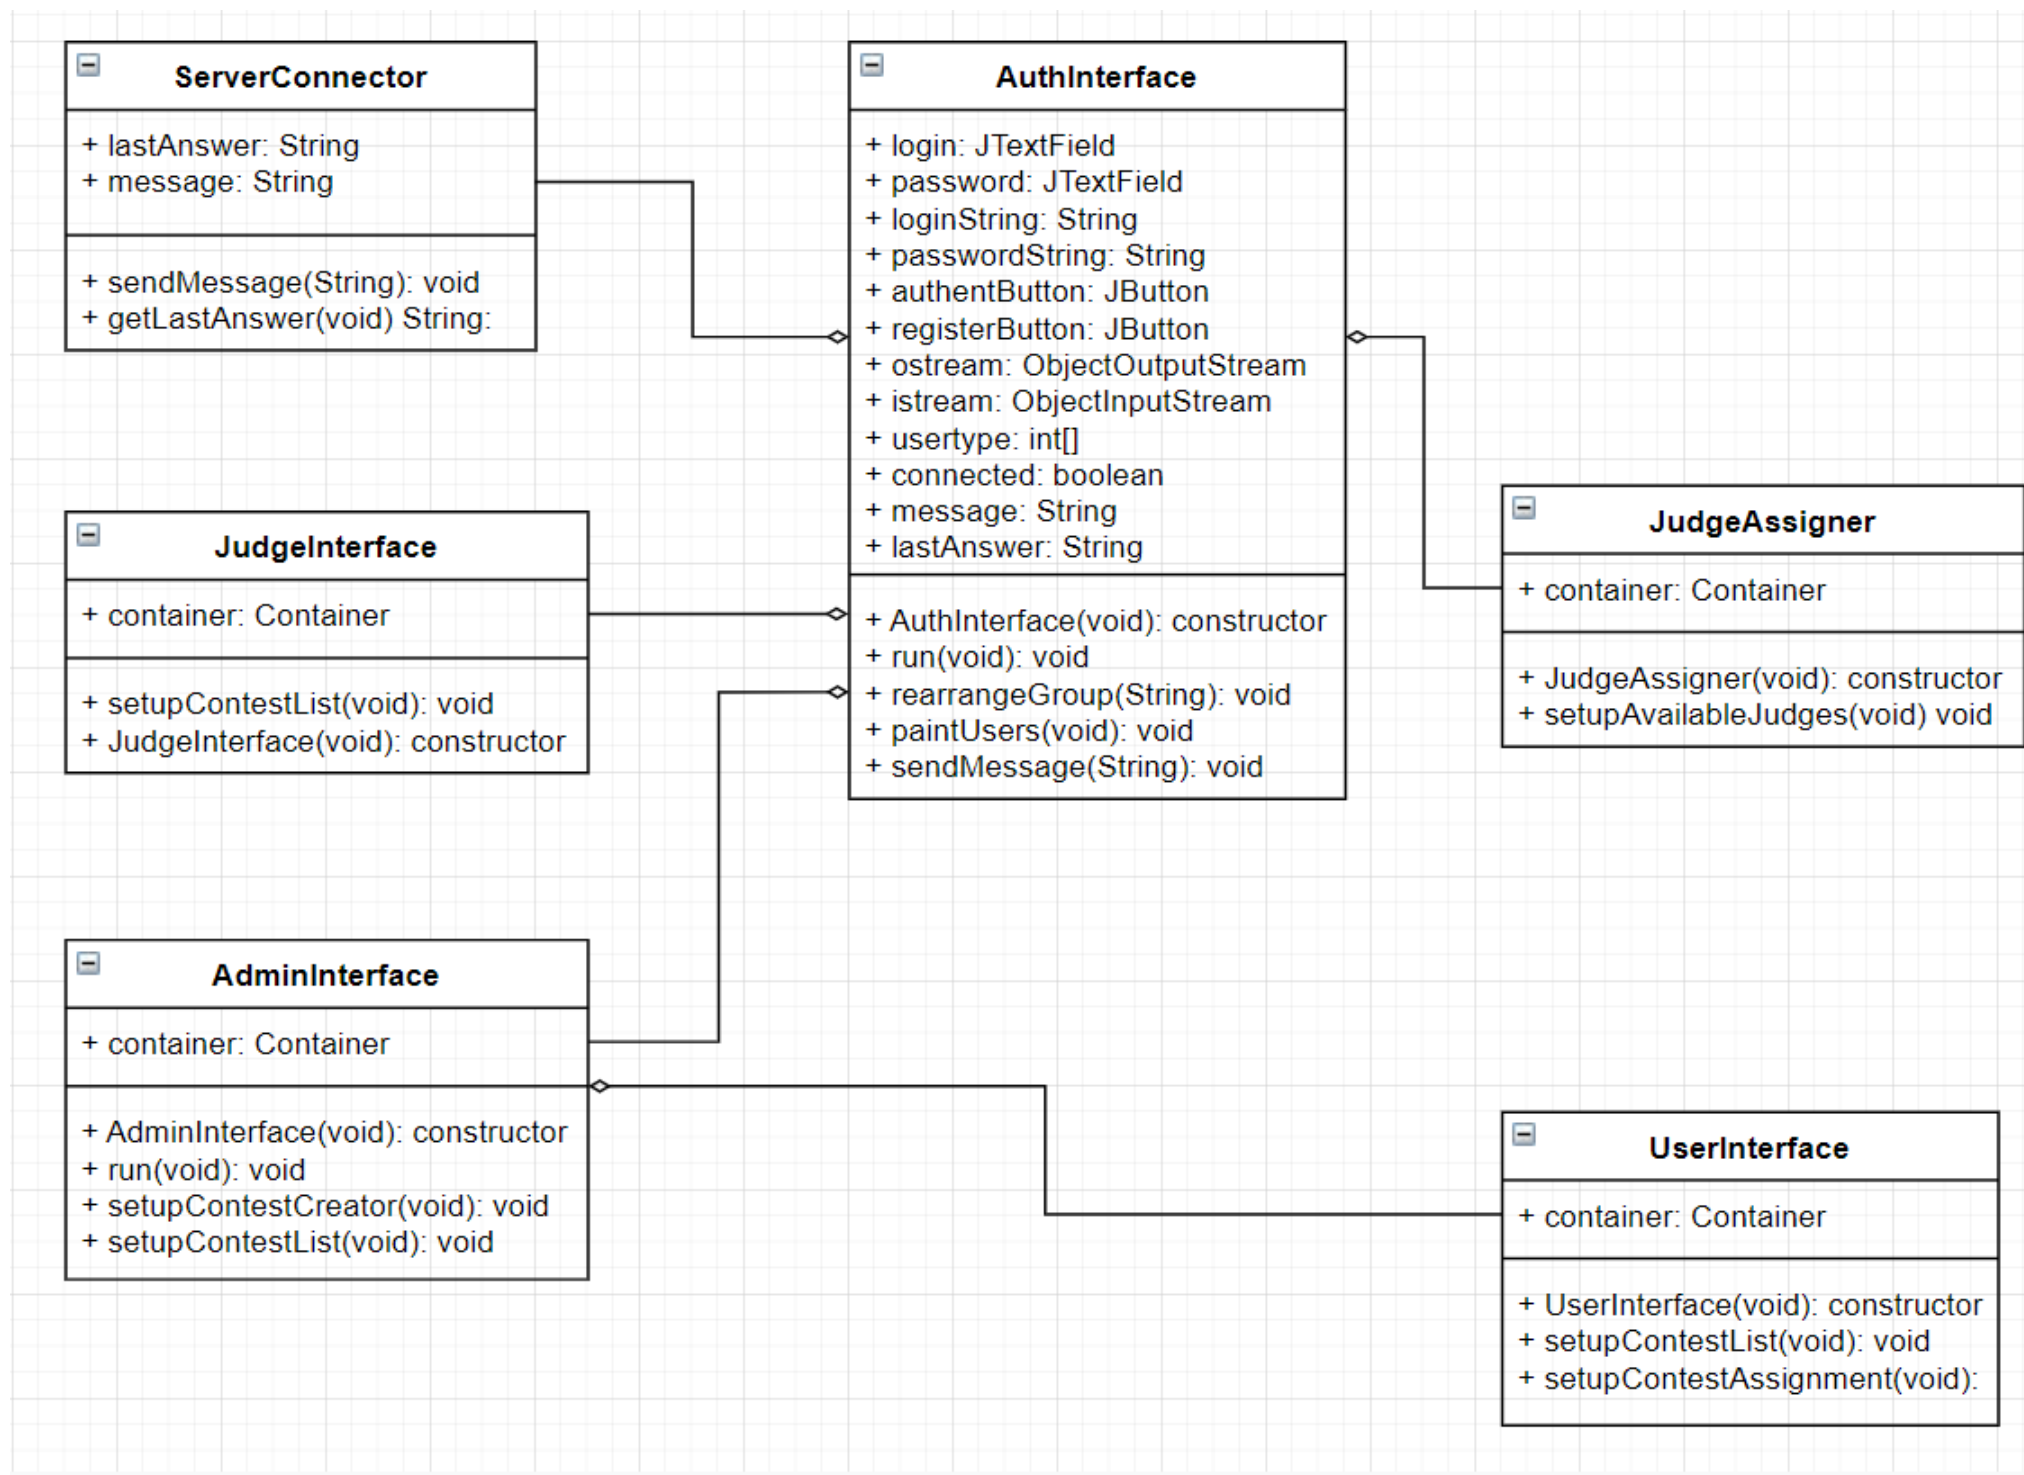 ServerConnector
+ lastAnswer: String
+ message: String
+ sendMessage(String): void
+ getLastAnswer(void) String:
AuthInterface
+ login: JTextField
+ password: JTextField
+ loginString: String
+ passwordString: String
+ authentButton: JButton
+ registerButton: JButton
+ ostream: ObjectOutputStream
+ istream: ObjectInputStream
+ usertype: int[]
+ connected: boolean
+ message: String
+ lastAnswer: String
+ AuthInterface(void): constructor
+ run(void): void
+ rearrangeGroup(String): void
+ paintUsers(void): void
+ sendMessage(String): void
JudgeInterface
+ container: Container
+ setupContestList(void): void
+ JudgeInterface(void): constructor
JudgeAssigner
+ container: Container
+ JudgeAssigner(void): constructor
+ setupAvailableJudges(void) void
AdminInterface
+ container: Container
+ AdminInterface(void): constructor
+ run(void): void
+ setupContestCreator(void): void
+ setupContestList(void): void
UserInterface
+ container: Container
+ UserInterface(void): constructor
+ setupContestList(void): void
+ setupContestAssignment(void):